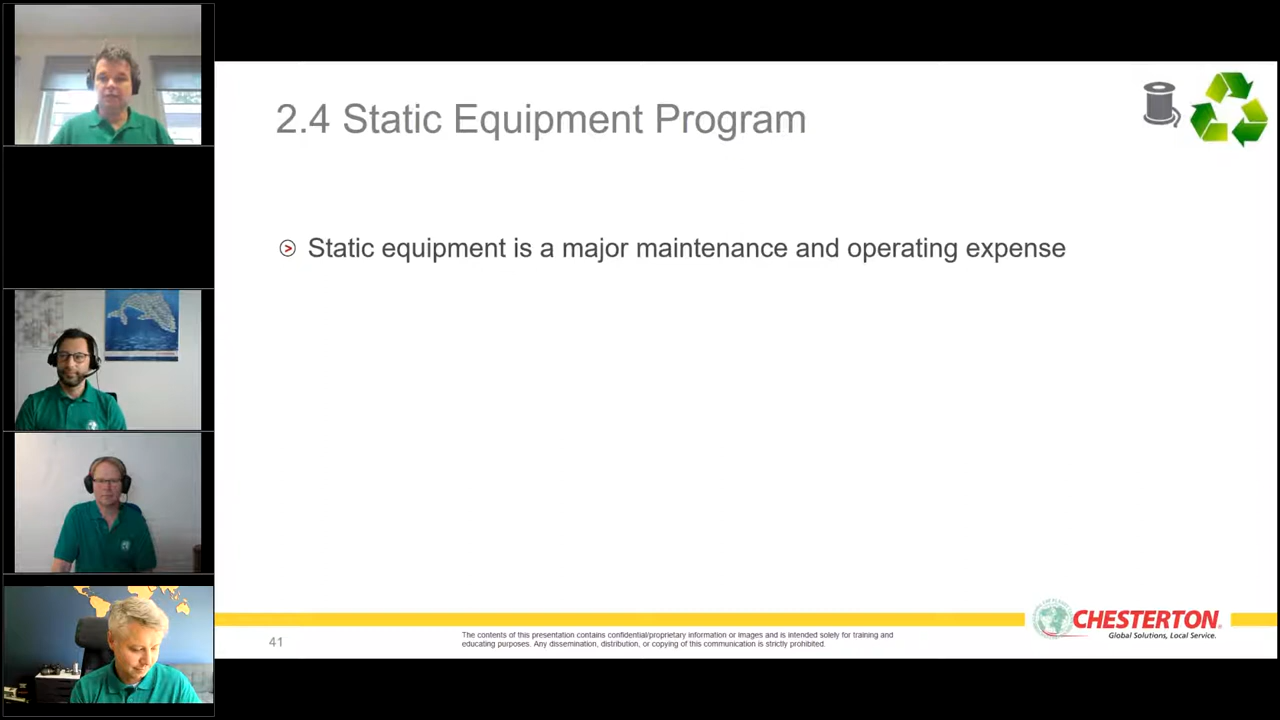 2.4 Static Equipment Program
Static equipment is a major maintenance and operating expense
41
The contents of this presentation contains confidential/proprietary information or images and is intended solely for training and
educating purposes. Any dissemination, distribution, or copying of this communication is strictly prohibited.
CHESTERTON®
Global Solutions, Local Service.